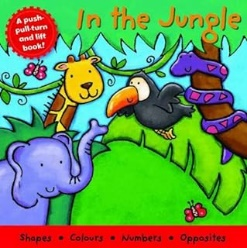 In the Jungle
A push,
pull, turn
and lift
book!
Shapes ★ Colours ★ Numbers ★ Opposites